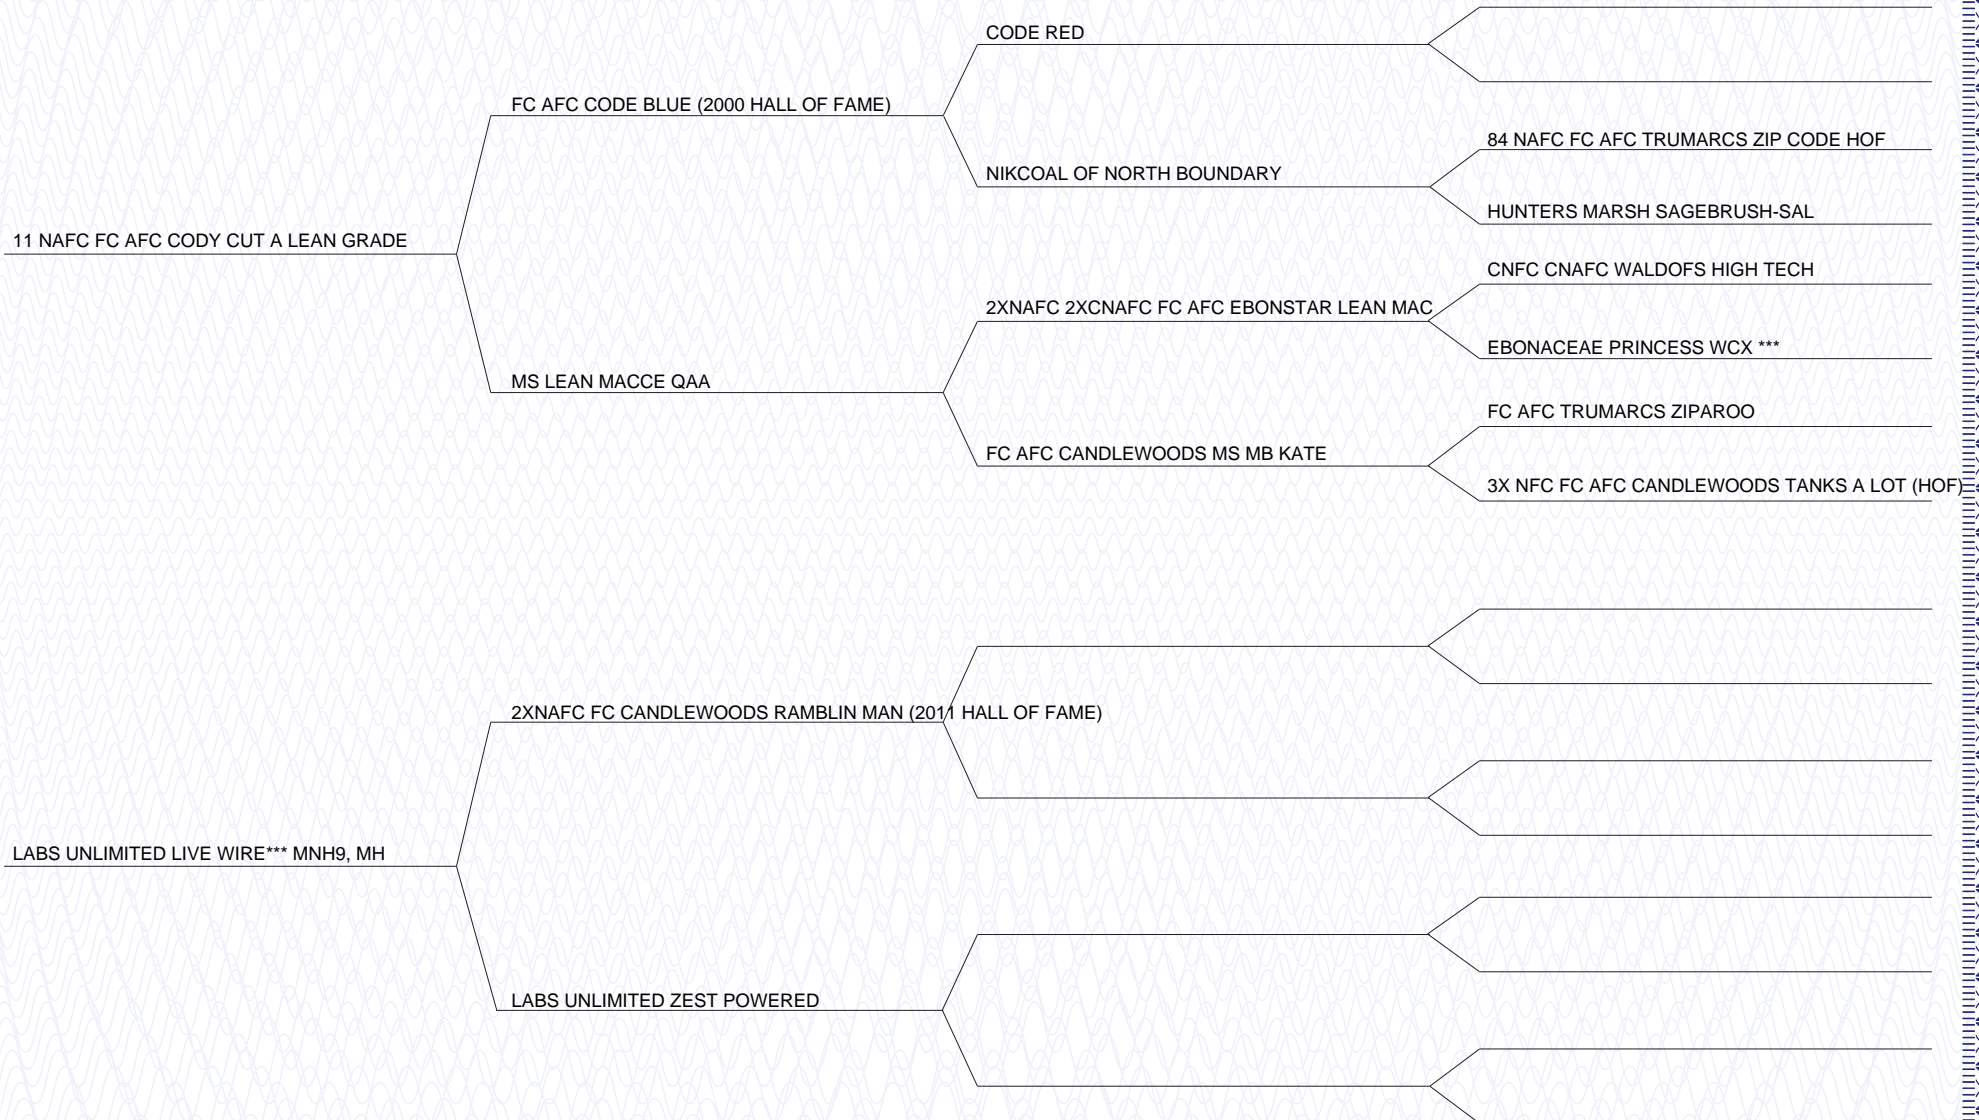 CODE RED
FC AFC CODE BLUE (2000 HALL OF FAME)
84 NAFC FC AFC TRUMARCS ZIP CODE HOF
NIKCOAL OF NORTH BOUNDARY
HUNTERS MARSH SAGEBRUSH-SAL
11 NAFC FC AFC CODY CUT A LEAN GRADE
CNFC CNAFC WALDOFS HIGH TECH
2XNAFC 2XCNAFC FC AFC EBONSTAR LEAN MAC
EBONACEAE PRINCESS WCX ***
MS LEAN MACCE QAA
FC AFC TRUMARCS ZIPAROO
FC AFC CANDLEWOODS MS MB KATE
3X NFC FC AFC CANDLEWOODS TANKS A LOT (HOF)
2XNAFC FC CANDLEWOODS RAMBLIN MAN (2011 HALL OF FAME)
LABS UNLIMITED LIVE WIRE*** MNH9, MH
LABS UNLIMITED ZEST POWERED